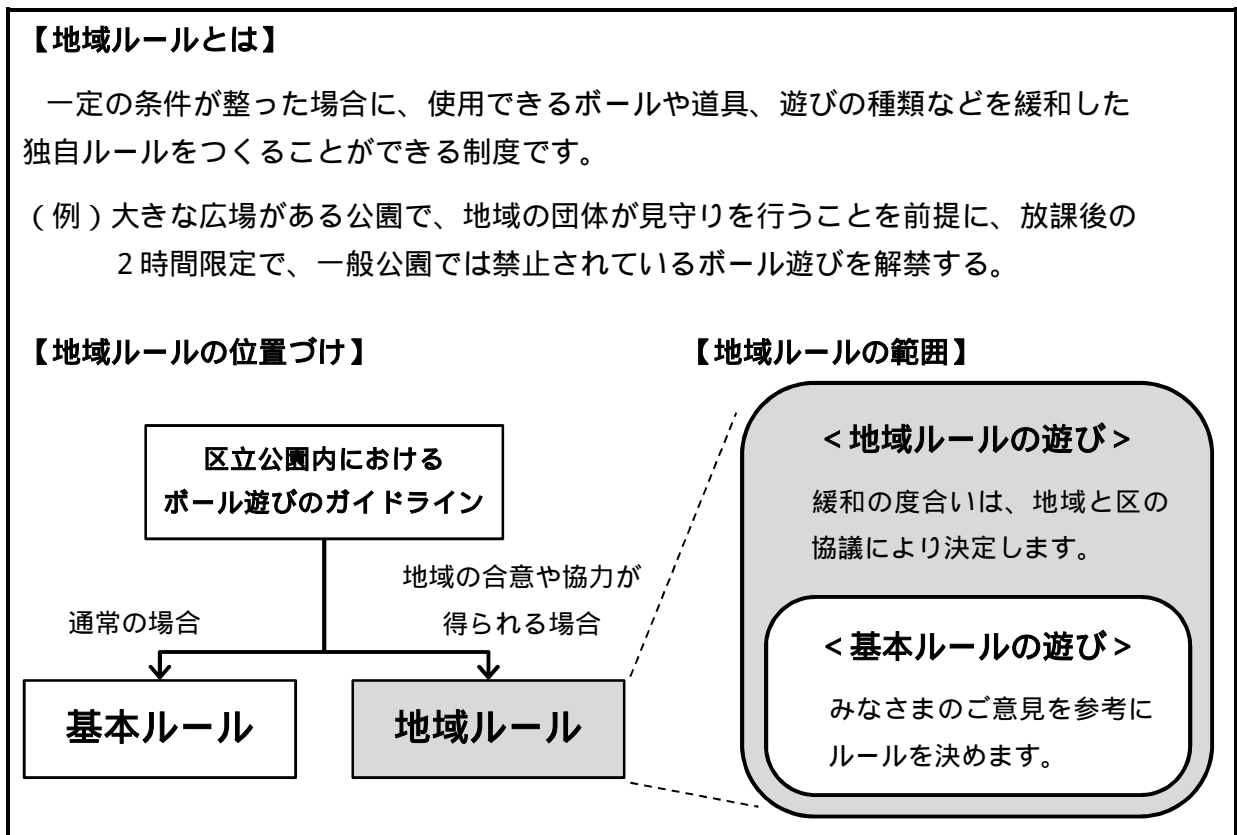 【地域ルールとは】
一定の条件が整った場合に、使用できるボールや道具、遊びの種類などを緩和した
独自ルールをつくることができる制度です。
（例）大きな広場がある公園で、地域の団体が見守りを行うことを前提に、放課後の
２時間限定で、一般公園では禁止されているボール遊びを解禁する。
【地域ルールの位置づけ】
区立公園内における
ボール遊びのガイドライン
通常の場合
地域の合意や協力が
得られる場合
基本ルール
地域ルール
【地域ルールの範囲】
＜地域ルールの遊び＞
緩和の度合いは、地域と区の
協議により決定します。
＜基本ルールの遊び＞
みなさまのご意見を参考に
ルールを決めます。